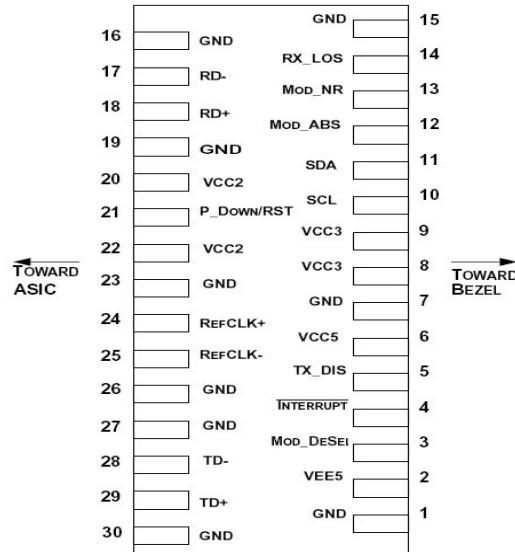 16 GND
17 RD-
18 RD+
19 GND
20 VCC2
21 P_DOWN/RST
22 VCC2
23 GND
24 REFCLK+
25 REFCLK-
26 GND
27 GND
28 TD-
29 TD+
30 GND
TOWARD
ASIC
GND 15
RX_LOS 14
MOD_NR 13
MOD_ABS 12
SDA 11
SCL 10
VCC3 9
VCC3 8
GND 7
VCC5 6
TX_DIS 5
INTERRUPT 4
MOD_DESEL 3
VEE5 2
GND 1
TOWARD
BEZEL